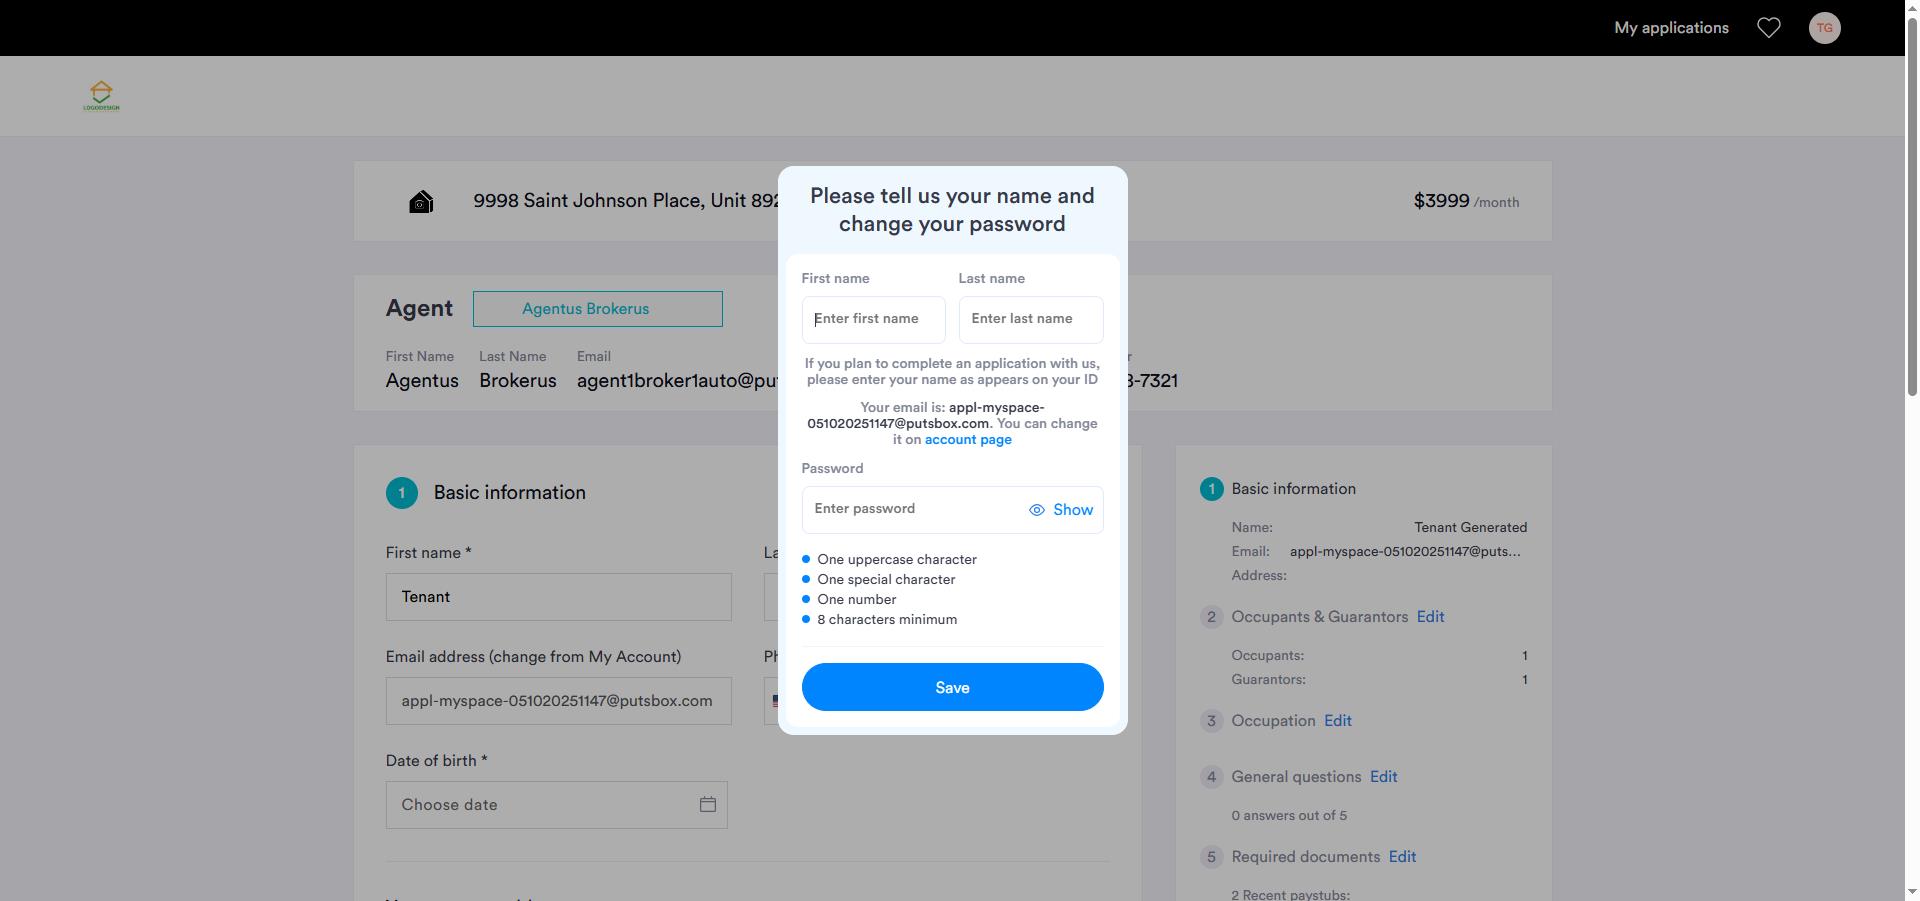 My applications
TG
LOGODESIGN
9998 Saint Johnson Place, Unit 892
$3999 /month
Please tell us your name and
change your password
First name
Last name
Enter first name
Enter last name
If you plan to complete an application with us,
please enter your name as appears on your ID
Your email is: appl-myspace-
051020251147@putsbox.com. You can change
it on account page
Password
Enter password
Show
One uppercase character
One special character
One number
8 characters minimum
Save
Agent
Agentus Brokerus
First Name
Last Name
Email
Agentus
Brokerus
agent1broker1auto@pu
-7321
1
Basic information
First name *
La
Tenant
Email address (change from My Account)
Ph
appl-myspace-051020251147@putsbox.com
Date of birth *
Choose date
1
Basic information
Name:
Tenant Generated
Email:
appl-myspace-051020251147@puts...
Address:
2
Occupants & Guarantors
Edit
Occupants:
1
Guarantors:
1
3
Occupation
Edit
4
General questions
Edit
0 answers out of 5
5
Required documents
Edit
2 Recent paystubs: